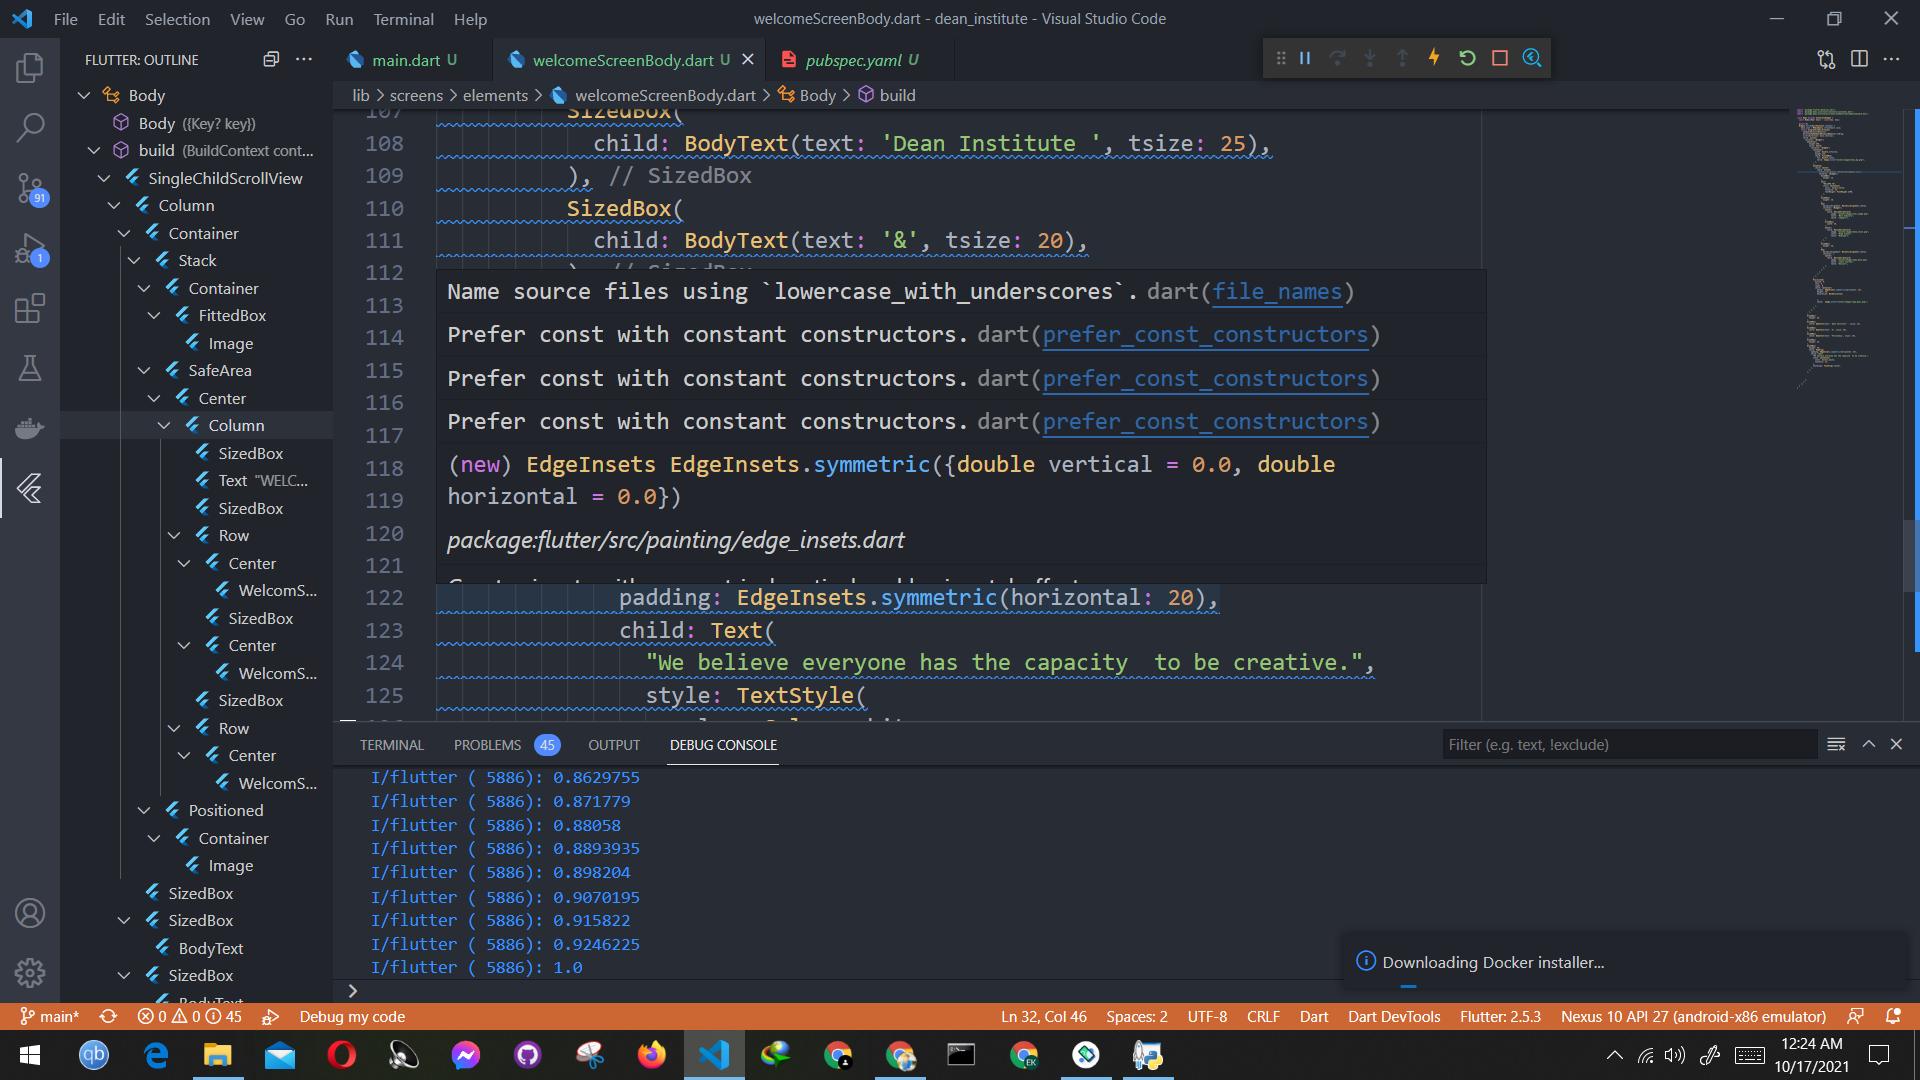 File Edit Selection View Go Run Terminal Help
welcomeScreenBody.dart - dean_institute - Visual Studio Code
FLUTTER: OUTLINE
main.dart U
welcomeScreenBody.dart U
pubspec.yaml U
lib > screens > elements > welcomeScreenBody.dart > Body > build
Body
Body ({Key? key})
build (BuildContext cont...
SingleChildScrollView
Column
Container
Stack
Container
FittedBox
Image
SafeArea
Center
Column
SizedBox
Text "WELC...
SizedBox
Row
Center
WelcomS...
SizedBox
Center
WelcomS...
SizedBox
Row
Center
WelcomS...
Positioned
Container
Image
SizedBox
SizedBox
BodyText
SizedBox
BodyText
91
1
107 SizedBox(
108 child: BodyText(text: 'Dean Institute ', tsize: 25),
109 ), // SizedBox
110 SizedBox(
111 child: BodyText(text: '&', tsize: 20),
112 ), // SizedBox
113
114
115
116
117
118
119
120
121
Name source files using `lowercase_with_underscores`. dart(file_names)
Prefer const with constant constructors. dart(prefer_const_constructors)
Prefer const with constant constructors. dart(prefer_const_constructors)
Prefer const with constant constructors. dart(prefer_const_constructors)
(new) EdgeInsets EdgeInsets.symmetric({double vertical = 0.0, double
horizontal = 0.0})
package:flutter/src/painting/edge_insets.dart
122 padding: EdgeInsets.symmetric(horizontal: 20),
123 child: Text(
124 "We believe everyone has the capacity  to be creative.",
125 style: TextStyle(
TERMINAL PROBLEMS 45 OUTPUT DEBUG CONSOLE
Filter (e.g. text, !exclude)
I/flutter ( 5886): 0.8629755
I/flutter ( 5886): 0.871779
I/flutter ( 5886): 0.88058
I/flutter ( 5886): 0.8893935
I/flutter ( 5886): 0.898204
I/flutter ( 5886): 0.9070195
I/flutter ( 5886): 0.915822
I/flutter ( 5886): 0.9246225
I/flutter ( 5886): 1.0
>
Downloading Docker installer...
main* 0 0 45 Debug my code
Ln 32, Col 46 Spaces: 2 UTF-8 CRLF Dart Dart DevTools Flutter: 2.5.3 Nexus 10 API 27 (android-x86 emulator)
qb
EK
12:24 AM
10/17/2021